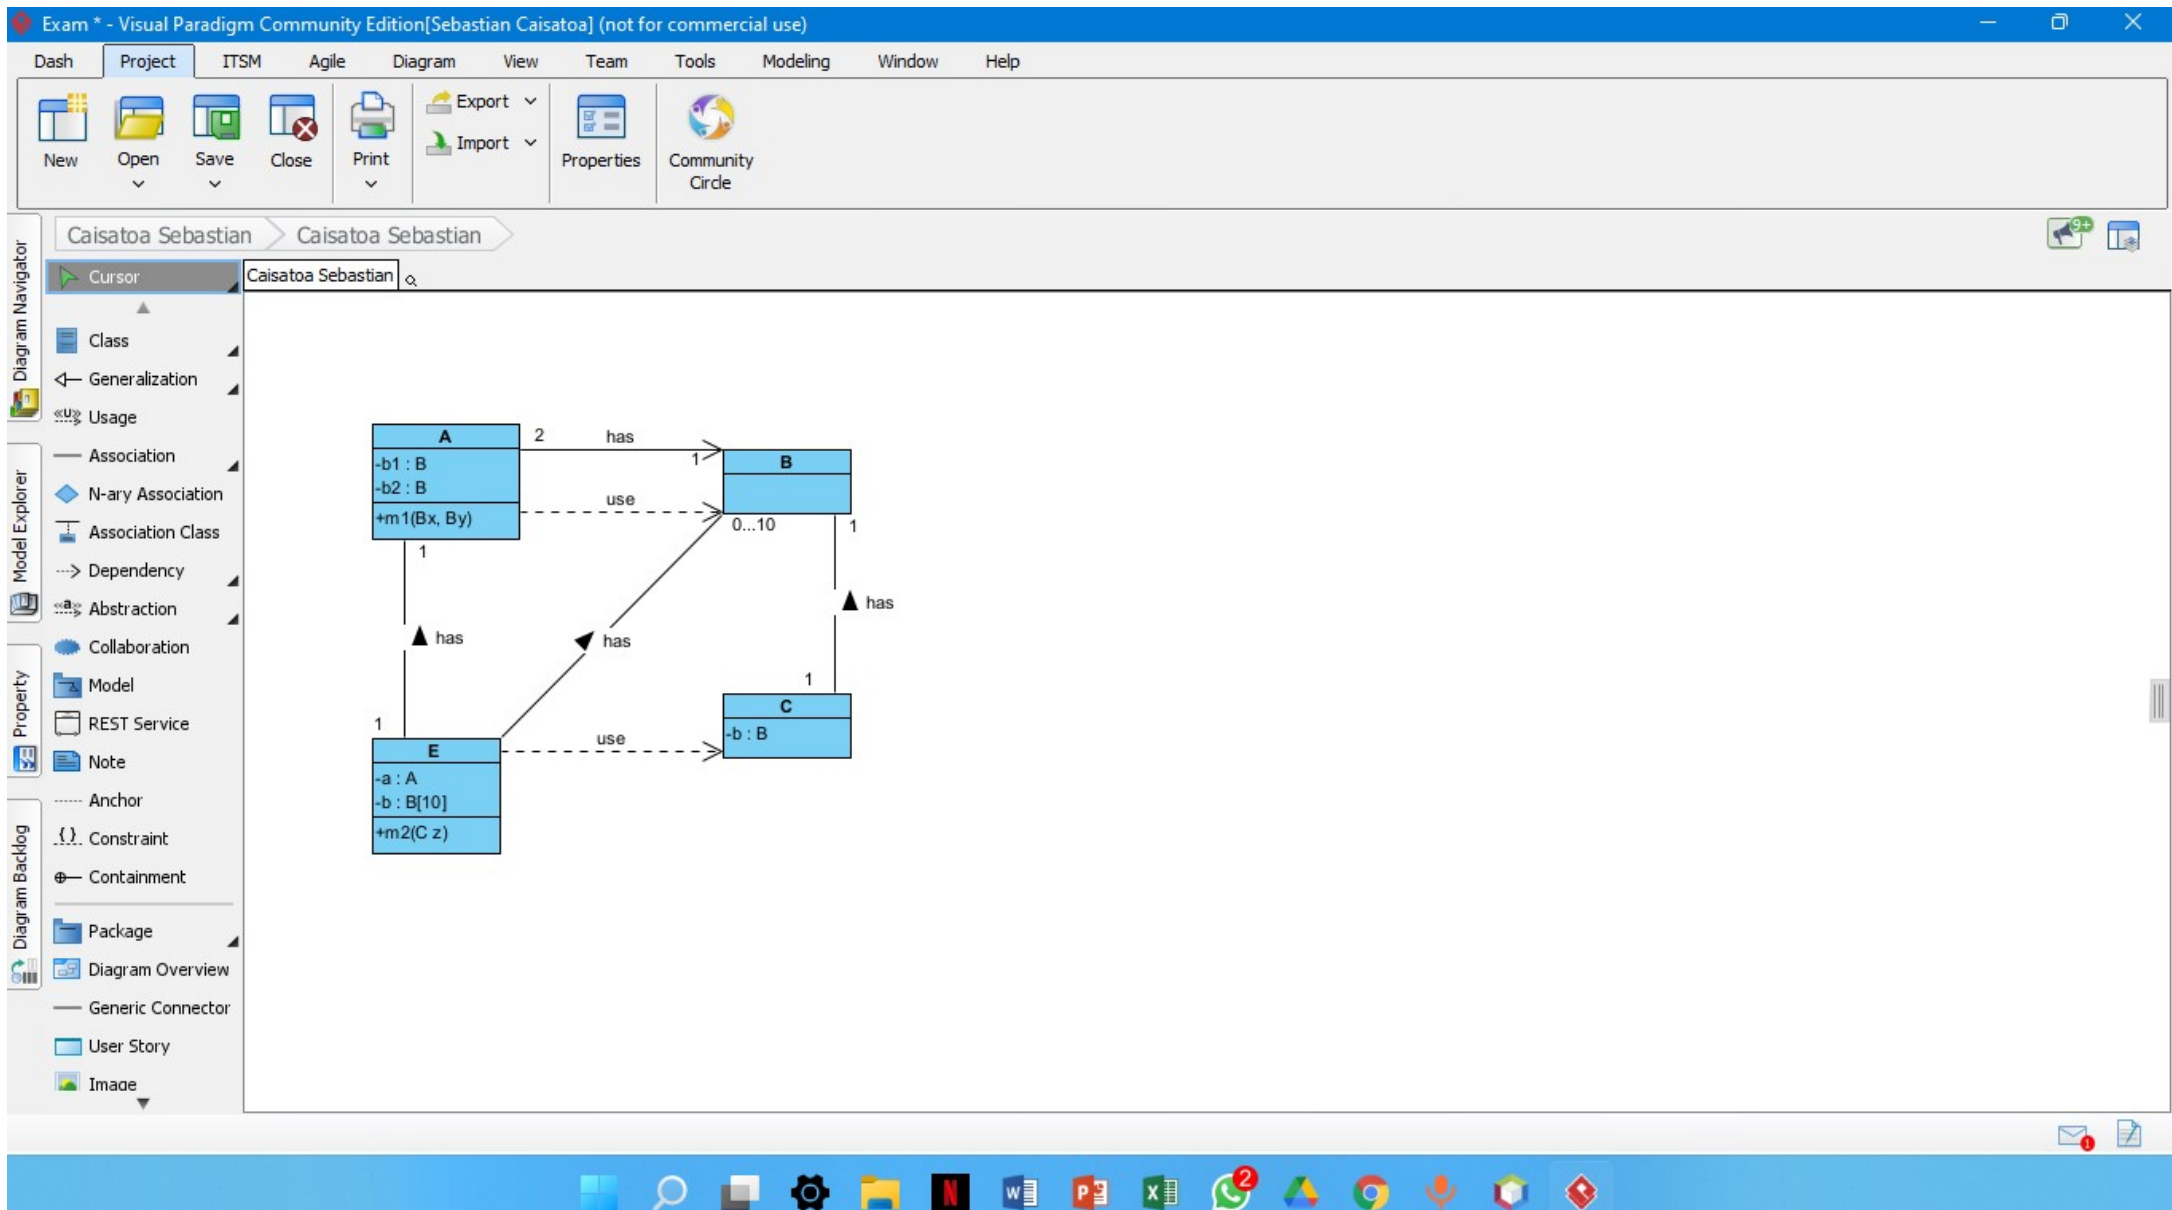 Exam * - Visual Paradigm Community Edition[Sebastian Caisatoa] (not for commercial use)
Dash Project ITSM Agile Diagram View Team Tools Modeling Window Help
New Open Save Close Print Export Import Properties Community Circle
Caisatoa Sebastian Caisatoa Sebastian 9+
Diagram Navigator
Model Explorer
Property
Diagram Backlog
Cursor
Class
Generalization
«U» Usage
Association
N-ary Association
Association Class
Dependency
«a» Abstraction
Collaboration
Model
REST Service
Note
Anchor
{} Constraint
Containment
Package
Diagram Overview
Generic Connector
User Story
Image
Caisatoa Sebastian
A
-b1 : B
-b2 : B
+m1(Bx, By)
2 has 1
B
use
0...10
1
1
has
1
has
has
1
1
E
-a : A
-b : B[10]
+m2(C z)
use
C
-b : B
1
N W P X 2